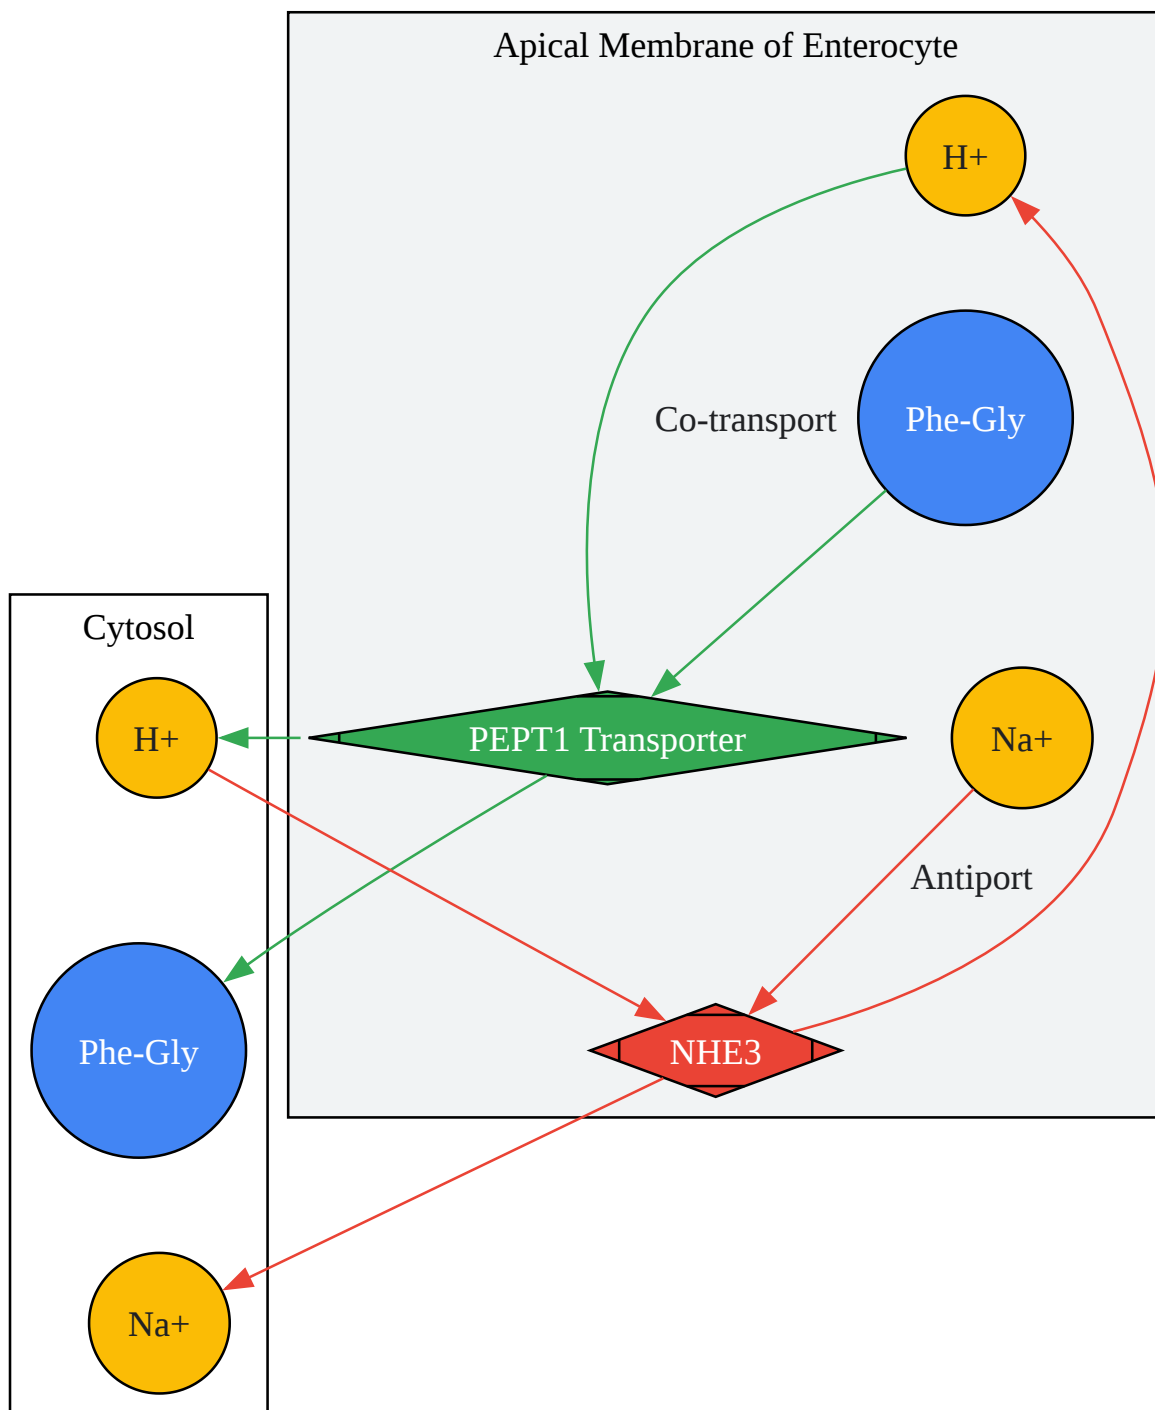 Apical Membrane of Enterocyte
H+
Co-transport
Phe-Gly
Cytosol
H+
PEPT1 Transporter
Na+
Antiport
Phe-Gly
NHE3
Na+